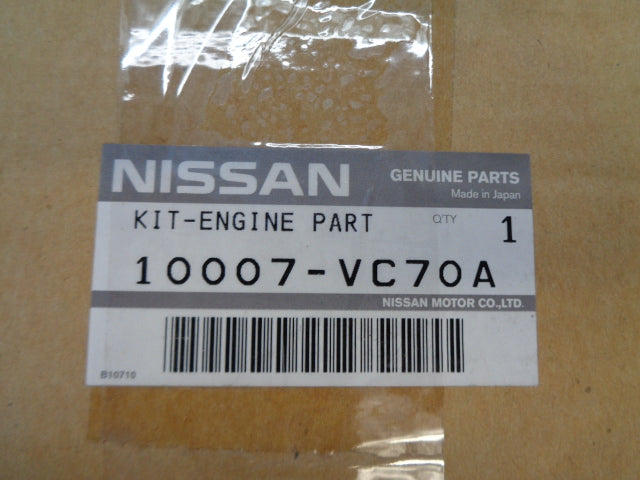 NISSAN GENUINE PARTS
Made in Japan
KIT-ENGINE PART Q'TY 1
10007-VC70A
NISSAN MOTOR CO.,LTD.
B10710